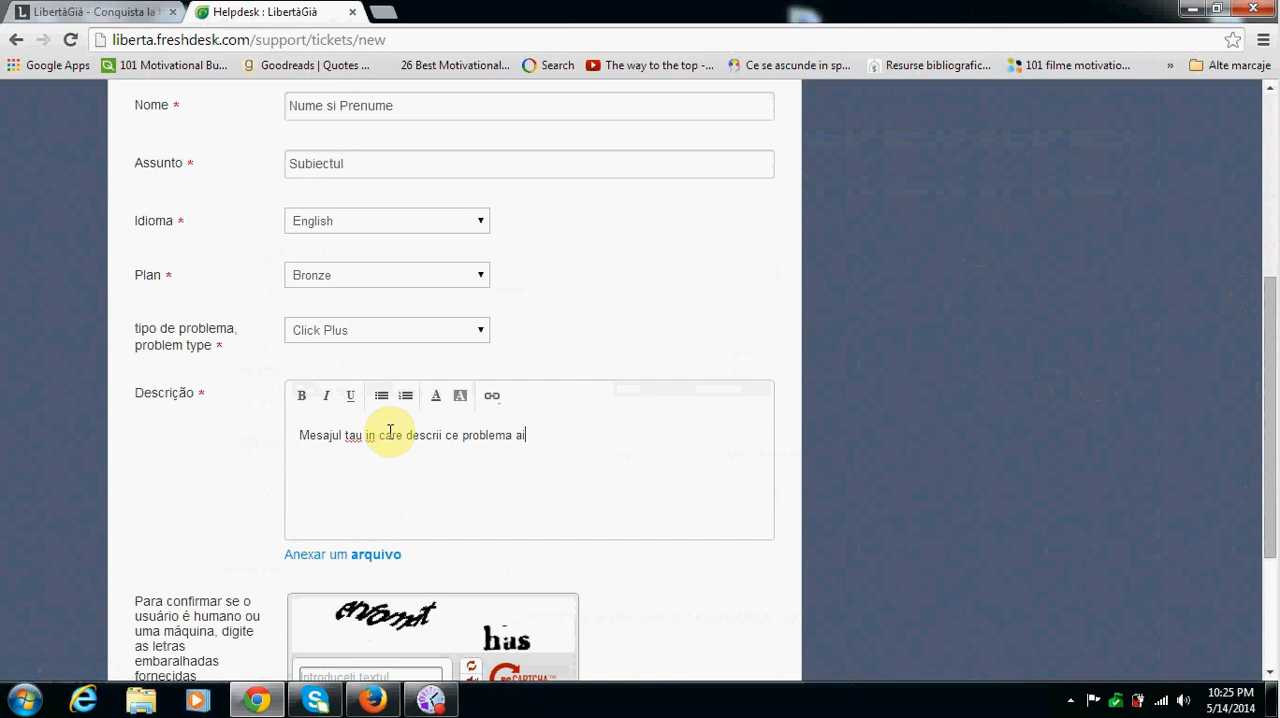 LibertàGià - Conquista la t
Helpdesk : LibertàGià
liberta.freshdesk.com/support/tickets/new
Google Apps
101 Motivational Bu...
Goodreads | Quotes ...
26 Best Motivational...
Search
The way to the top -...
Ce se ascunde in sp...
Resurse bibliografic...
101 filme motivatio...
»
Alte marcaje
Nome *
Nume si Prenume
Assunto *
Subiectul
Idioma *
English
Plan *
Bronze
tipo de problema,
problem type *
Click Plus
Descrição *
B I U
A A
Mesajul tau in care descrii ce problema ai
Anexar um arquivo
Para confirmar se o
usuário é humano ou
uma máquina, digite
as letras
embaralhadas
fornecidas
has
Introduceți textul
reCAPTCHA™
10:25 PM
5/14/2014